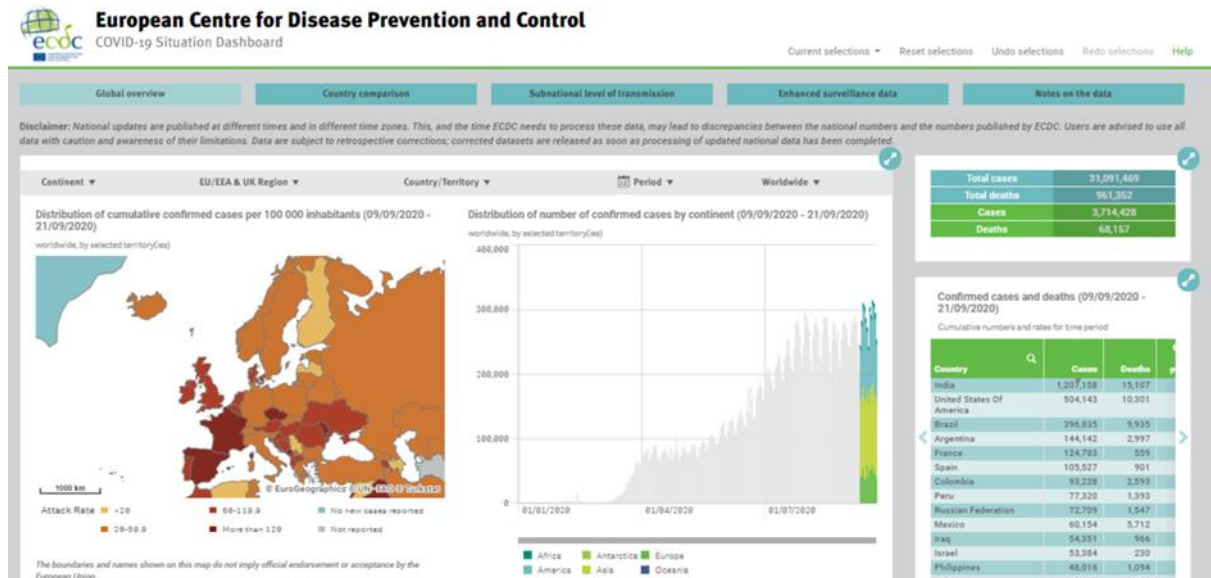 European Centre for Disease Prevention and Control
ecdc
COVID-19 Situation Dashboard
Current selections
Reset selections
Undo selections
Redo selections
Help
Global overview
Country comparison
Subnational level of transmission
Enhanced surveillance data
Notes on the data
Disclaimer: National updates are published at different times and in different time zones. This, and the time ECDC needs to process these data, may lead to discrepancies between the national numbers and the numbers published by ECDC. Users are advised to use all
data with caution and awareness of their limitations. Data are subject to retrospective corrections; corrected datasets are released as soon as processing of updated national data has been completed.
Continent
EU/EEA & UK Region
Country/Territory
Period
Worldwide
Distribution of cumulative confirmed cases per 100 000 inhabitants (09/09/2020 -
21/09/2020)
worldwide, by selected territory(ies)
1000 km
© EuroGeographics © UN-FAO © Turkstat
Attack Rate
<20
60-119.9
No new cases reported
20-59.9
More than 120
Not reported
The boundaries and names shown on this map do not imply official endorsement or acceptance by the
European Union.
Distribution of number of confirmed cases by continent (09/09/2020 - 21/09/2020)
worldwide, by selected territory(ies)
400,000
300,000
200,000
100,000
0
01/01/2020
01/04/2020
01/07/2020
Africa
Antarctica
Europe
America
Asia
Oceania
Total cases 31,091,469
Total deaths 961,352
Cases 3,714,428
Deaths 68,157
Confirmed cases and deaths (09/09/2020 -
21/09/2020)
Cumulative numbers and rates for time period
Country Cases Deaths
India 1,207,158 15,107
United States Of
America
504,143 10,301
Brazil 396,835 9,935
Argentina 144,142 2,997
France 124,783 559
Spain 105,527 901
Colombia 93,228 2,593
Peru 77,320 1,393
Russian Federation 72,709 1,547
Mexico 60,154 5,712
Iraq 54,351 966
Israel 53,384 230
Philippines 48,016 1,094